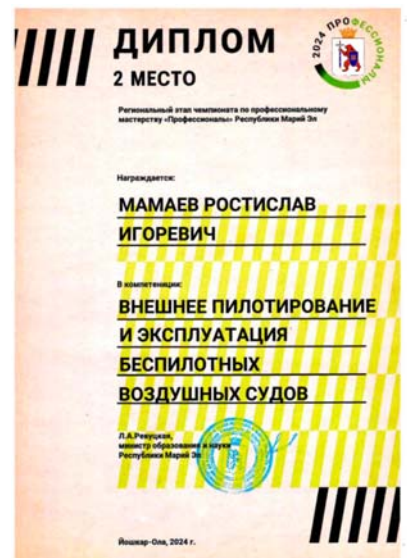 ДИПЛОМ
2 МЕСТО
2024 ПРОФЕССИОНАЛЫ
Региональный этап чемпионата по профессиональному
мастерству «Профессионалы» Республики Марий Эл
Награждается:
МАМАЕВ РОСТИСЛАВ
ИГОРЕВИЧ
В компетенции:
ВНЕШНЕЕ ПИЛОТИРОВАНИЕ
И ЭКСПЛУАТАЦИЯ
БЕСПИЛОТНЫХ
ВОЗДУШНЫХ СУДОВ
Л.А.Ревуцкая,
министр образования и науки
Республики Марий Эл
Йошкар-Ола, 2024 г.